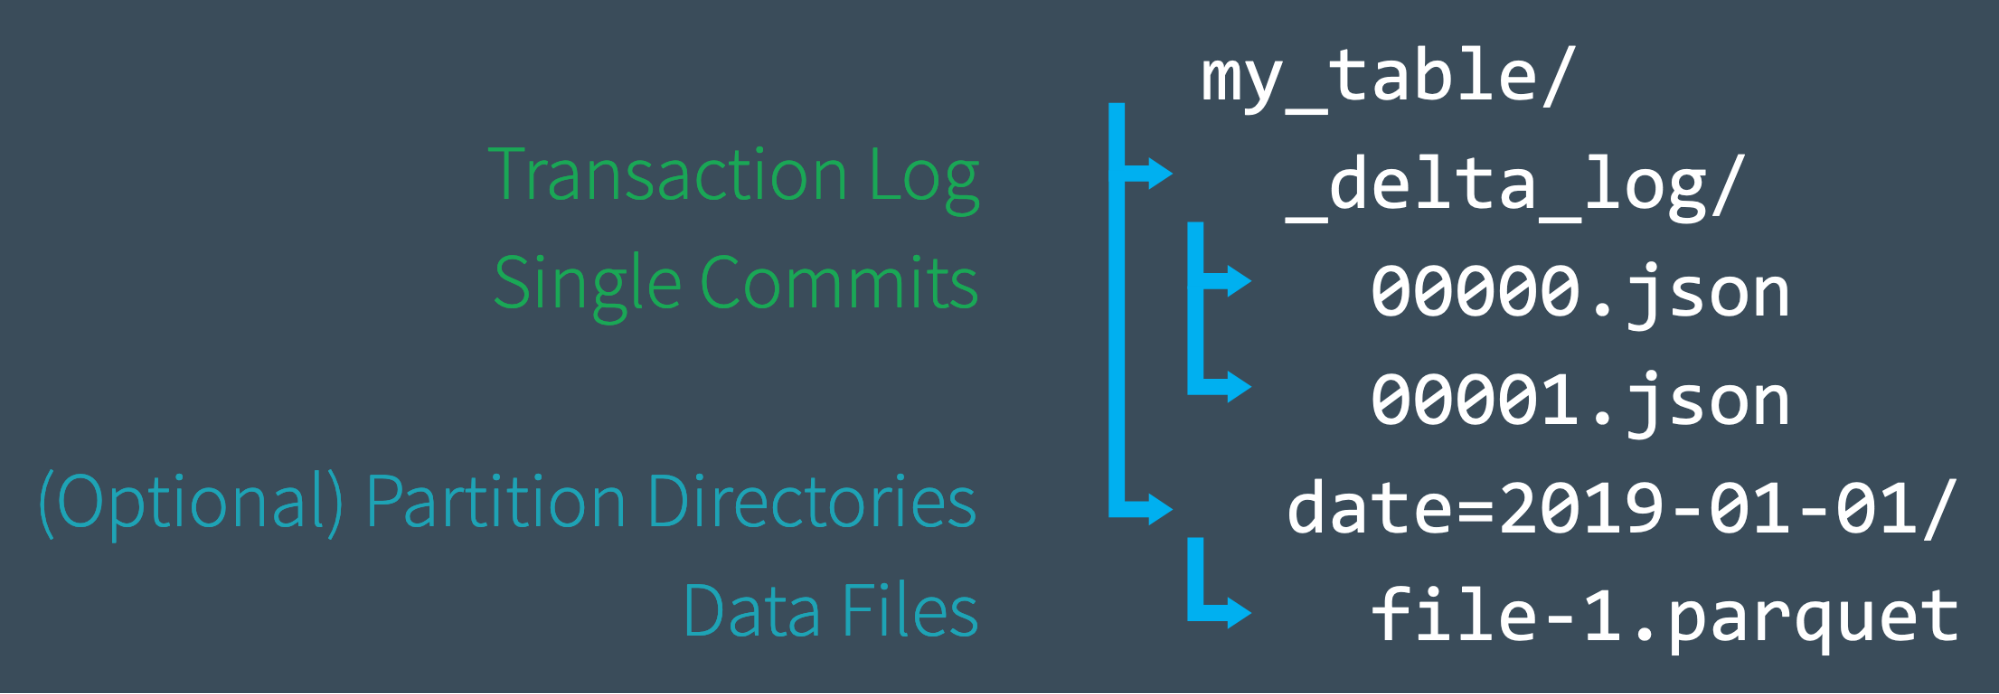 my_table/
Transaction Log _delta_log/
Single Commits 00000.json
00001.json
(Optional) Partition Directories date=2019-01-01/
Data Files file-1.parquet